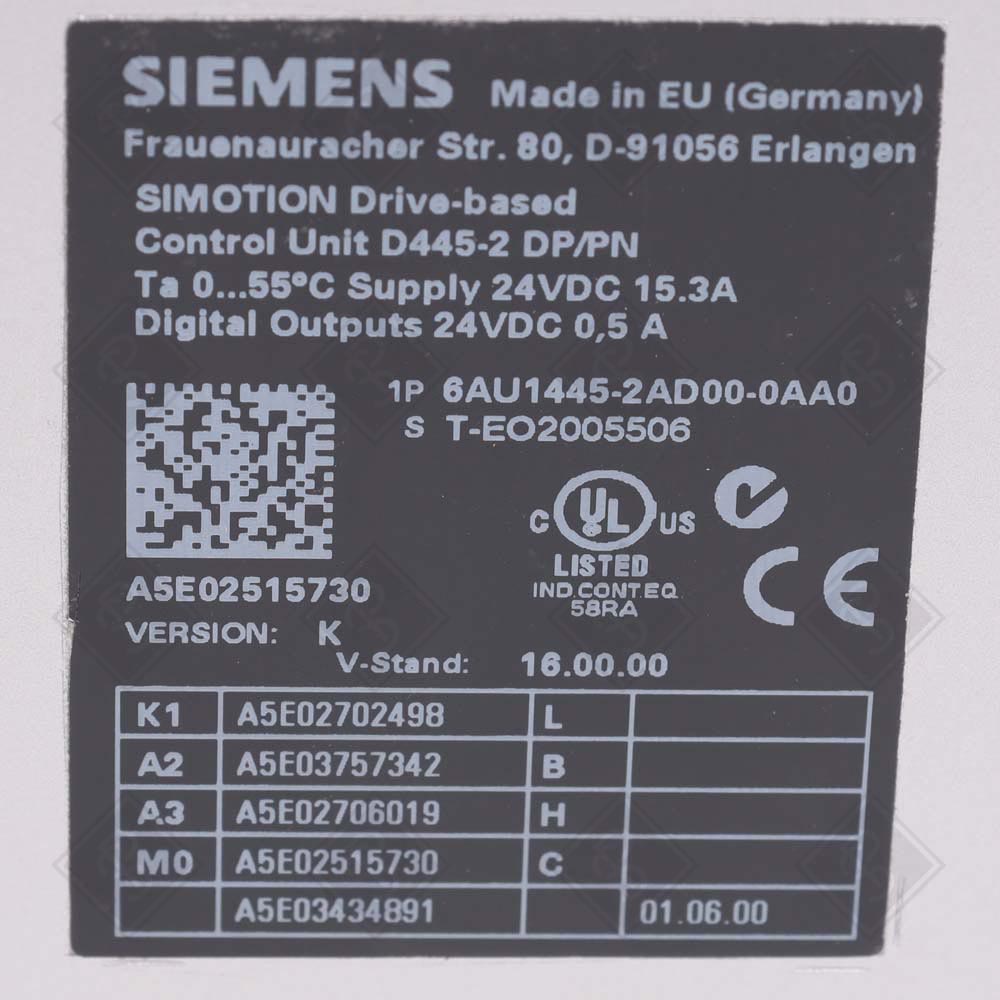 SIEMENS Made in EU (Germany)
Frauenauracher Str. 80, D-91056 Erlangen
SIMOTION Drive-based
Control Unit D445-2 DP/PN
Ta 0...55°C Supply 24VDC 15.3A
Digital Outputs 24VDC 0,5 A
1P 6AU1445-2AD00-0AA0
S T-EO2005506
C UL US
LISTED
IND.CONT.EQ.
58RA
CE
A5E02515730
VERSION: K
V-Stand: 16.00.00
K1 A5E02702498 L
A2 A5E03757342 B
A3 A5E02706019 H
M0 A5E02515730 C
A5E03434891 01.06.00